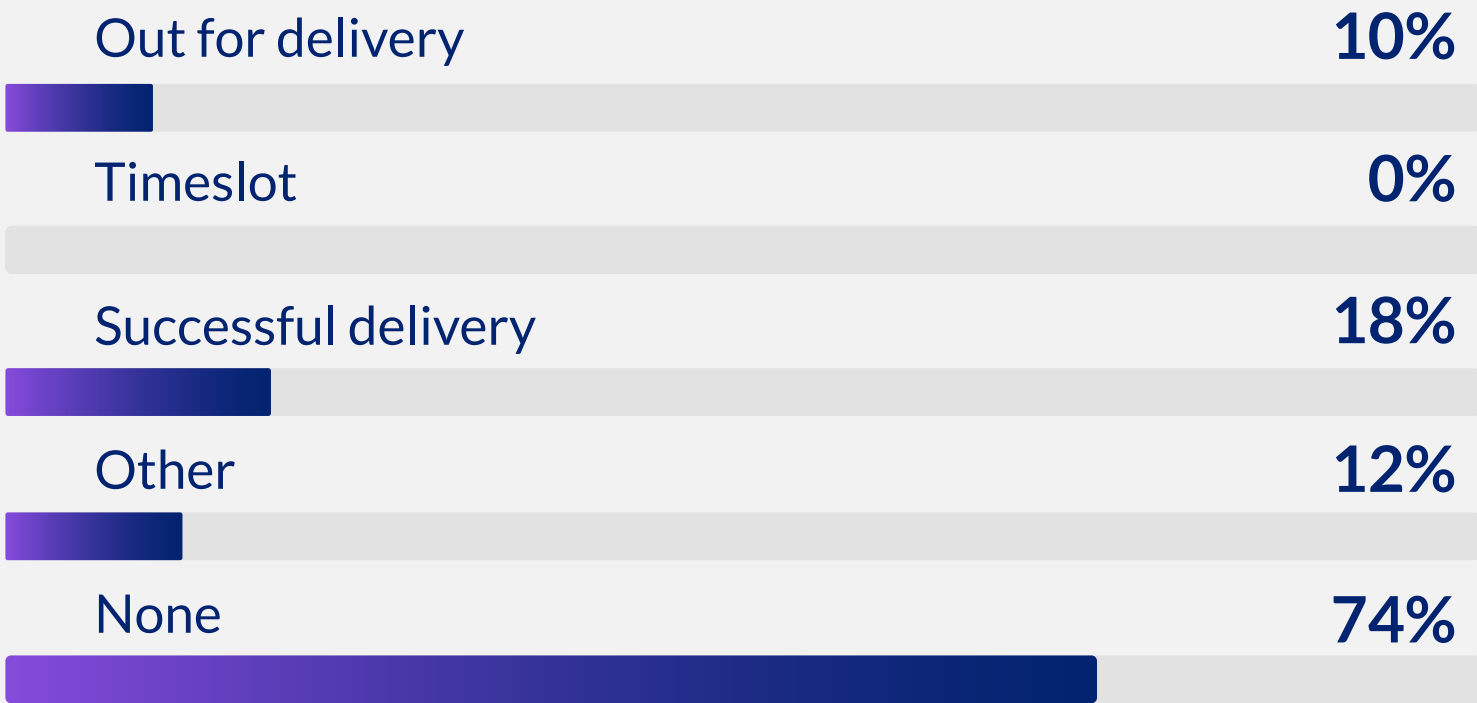 Out for delivery 10%
Timeslot 0%
Successful delivery 18%
Other 12%
None 74%